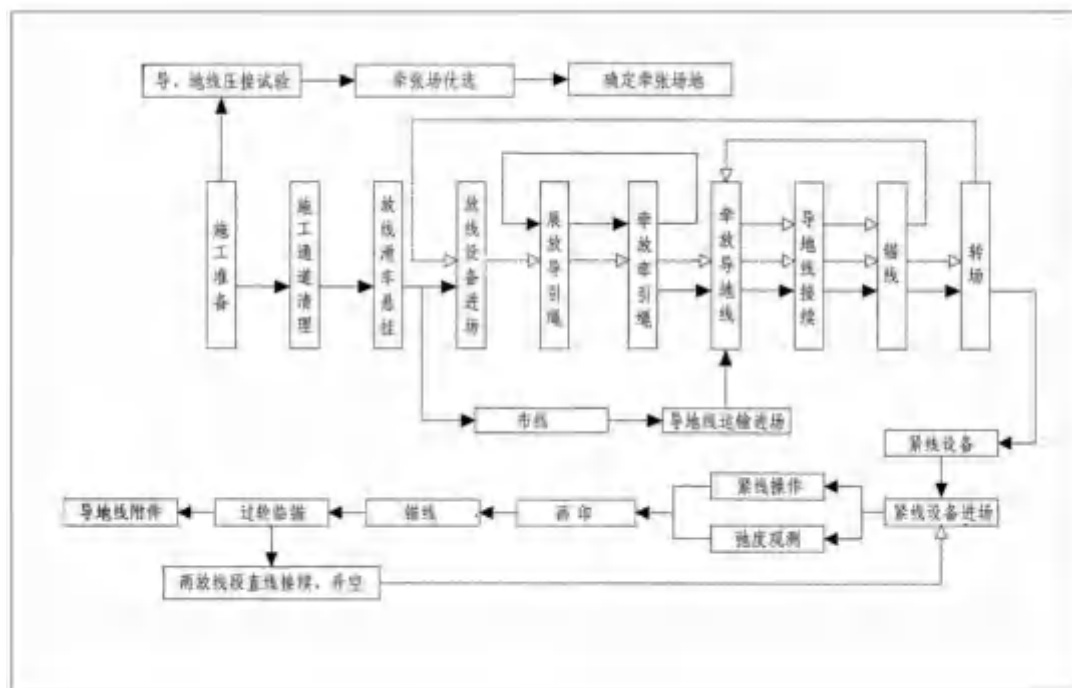 导、地线压接试验
牵张场优选
确定牵张场地
施工准备
施工通道清理
放线滑车悬挂
放线设备进场
展放导引绳
牵放牵引绳
牵放导地线
导地线接续
锚线
转场
布线
导地线运输进场
紧线设备
紧线操作
导地线附件
过轮临锚
锚线
画印
紧线设备进场
弛度观测
两放线段直线接续、升空